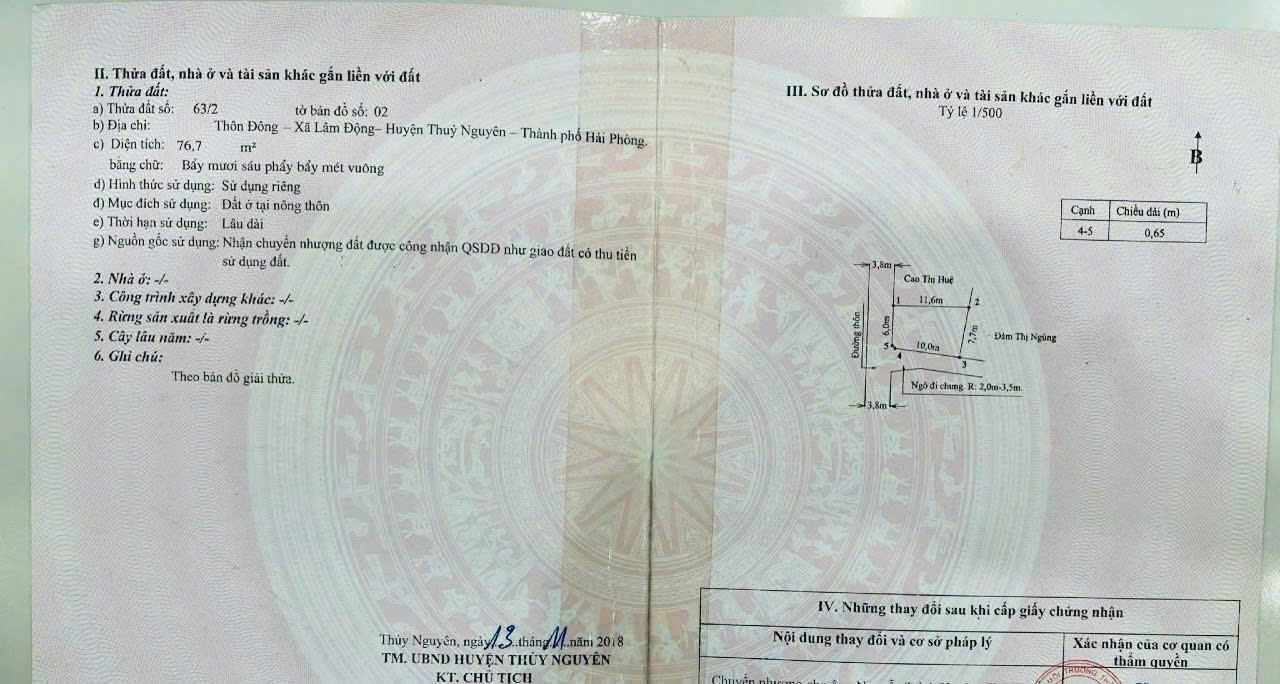 II. Thửa đất, nhà ở và tài sản khác gắn liền với đất
1. Thửa đất:
a) Thửa đất số: 63/2 tờ bản đồ số: 02
b) Địa chỉ: Thôn Đông – Xã Lâm Động– Huyện Thuỷ Nguyên – Thành phố Hải Phòng.
c) Diện tích: 76,7 m²
bằng chữ: Bẩy mươi sáu phẩy bẩy mét vuông
d) Hình thức sử dụng: Sử dụng riêng
đ) Mục đích sử dụng: Đất ở tại nông thôn
e) Thời hạn sử dụng: Lâu dài
g) Nguồn gốc sử dụng: Nhận chuyển nhượng đất được công nhận QSDĐ như giao đất có thu tiền
sử dụng đất.
2. Nhà ở: -/-
3. Công trình xây dựng khác: -/-
4. Rừng sản xuất là rừng trồng: -/-
5. Cây lâu năm: -/-
6. Ghi chú:
Theo bản đồ giải thửa.
Thủy Nguyên, ngày 13 tháng 11 năm 2018
TM. UBND HUYỆN THỦY NGUYÊN
KT. CHỦ TỊCH
III. Sơ đồ thửa đất, nhà ở và tài sản khác gắn liền với đất
Tỷ lệ 1/500
B
Cạnh Chiều dài (m)
4-5 0,65
3,8m
Cao Thị Huê
1 11,6m 2
Đường thôn
6,0m
7,7m
Đàm Thị Ngùng
5 10,0m
4 3
Ngõ đi chung. R: 2,0m-3,5m.
3,8m
IV. Những thay đổi sau khi cấp giấy chứng nhận
Nội dung thay đổi và cơ sở pháp lý
Xác nhận của cơ quan có
thẩm quyền
Chuyển nhượng
MÔI TRƯỜNG